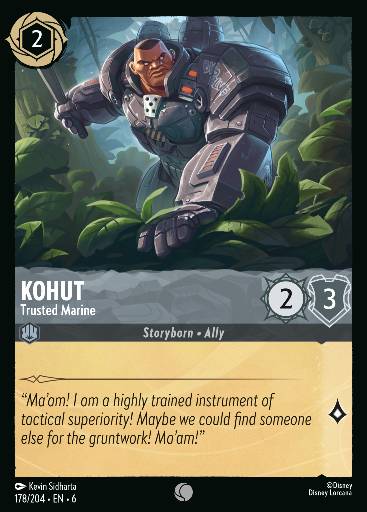 2
KOHUT
Trusted Marine
2
3
Storyborn • Ally
“Ma’am! I am a highly trained instrument of
tactical superiority! Maybe we could find someone
else for the gruntwork! Ma’am!”
Kevin Sidharta
178/204 • EN • 6
©Disney
Disney Lorcana